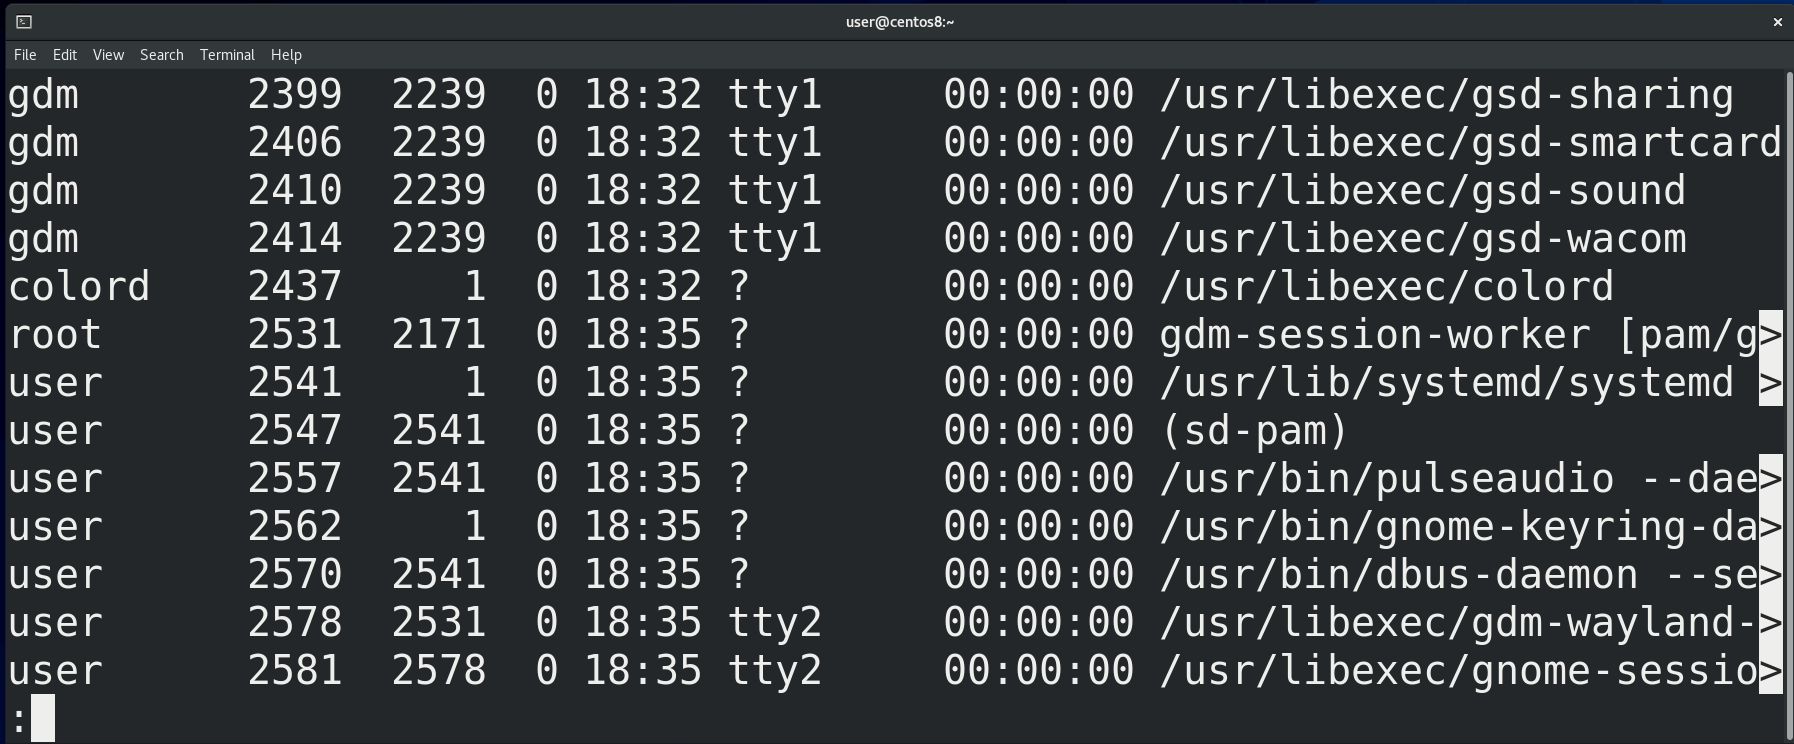 user@centos8:~
File Edit View Search Terminal Help
gdm 2399 2239 0 18:32 tty1 00:00:00 /usr/libexec/gsd-sharing
gdm 2406 2239 0 18:32 tty1 00:00:00 /usr/libexec/gsd-smartcard
gdm 2410 2239 0 18:32 tty1 00:00:00 /usr/libexec/gsd-sound
gdm 2414 2239 0 18:32 tty1 00:00:00 /usr/libexec/gsd-wacom
colord 2437 1 0 18:32 ? 00:00:00 /usr/libexec/colord
root 2531 2171 0 18:35 ? 00:00:00 gdm-session-worker [pam/g>
user 2541 1 0 18:35 ? 00:00:00 /usr/lib/systemd/systemd >
user 2547 2541 0 18:35 ? 00:00:00 (sd-pam)
user 2557 2541 0 18:35 ? 00:00:00 /usr/bin/pulseaudio --dae>
user 2562 1 0 18:35 ? 00:00:00 /usr/bin/gnome-keyring-da>
user 2570 2541 0 18:35 ? 00:00:00 /usr/bin/dbus-daemon --se>
user 2578 2531 0 18:35 tty2 00:00:00 /usr/libexec/gdm-wayland->
user 2581 2578 0 18:35 tty2 00:00:00 /usr/libexec/gnome-sessio>
: